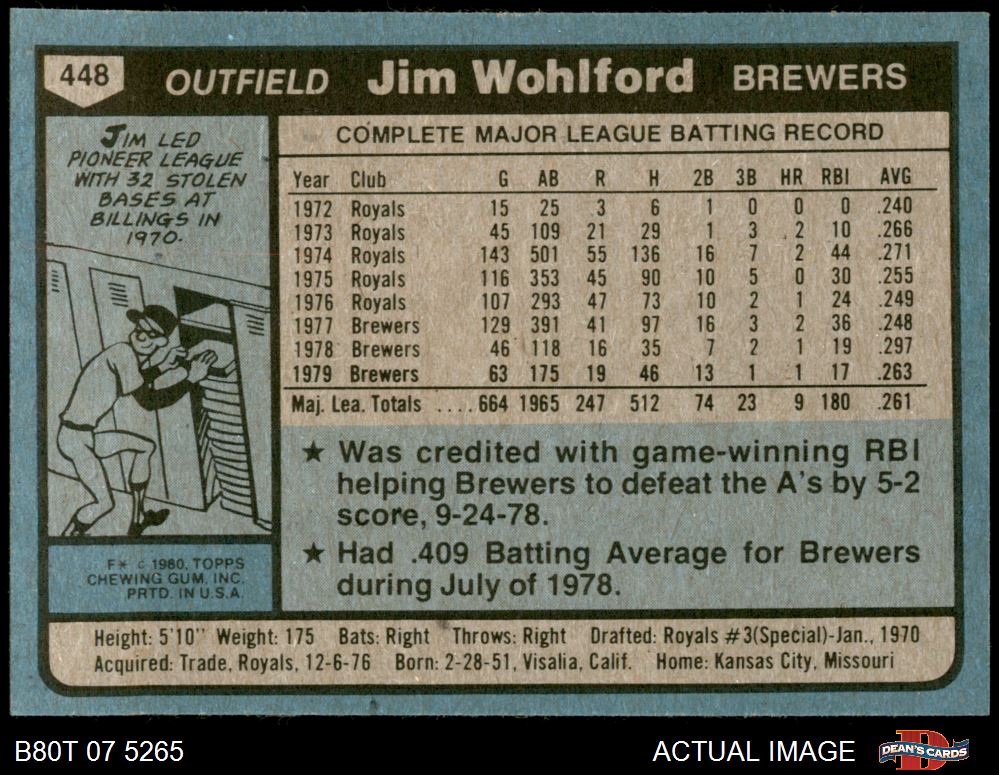 448 OUTFIELD Jim Wohlford BREWERS
JIM LED
PIONEER LEAGUE
WITH 32 STOLEN
BASES AT
BILLINGS IN
1970.
COMPLETE MAJOR LEAGUE BATTING RECORD
Year Club G AB R H 2B 3B HR RBI AVG
1972 Royals 15 25 3 6 1 0 0 0 .240
1973 Royals 45 109 21 29 1 3 2 10 .266
1974 Royals 143 501 55 136 16 7 2 44 .271
1975 Royals 116 353 45 90 10 5 0 30 .255
1976 Royals 107 293 47 73 10 2 1 24 .249
1977 Brewers 129 391 41 97 16 3 2 36 .248
1978 Brewers 46 118 16 35 7 2 1 19 .297
1979 Brewers 63 175 19 46 13 1 1 17 .263
Maj. Lea. Totals ....664 1965 247 512 74 23 9 180 .261
★ Was credited with game-winning RBI
helping Brewers to defeat the A's by 5-2
score, 9-24-78.
★ Had .409 Batting Average for Brewers
during July of 1978.
F* © 1980, TOPPS
CHEWING GUM, INC.
PRTD. IN U.S.A.
Height: 5'10" Weight: 175 Bats: Right Throws: Right Drafted: Royals #3(Special)-Jan., 1970
Acquired: Trade, Royals, 12-6-76 Born: 2-28-51, Visalia, Calif. Home: Kansas City, Missouri
B80T 07 5265 ACTUAL IMAGE DEAN'S CARDS